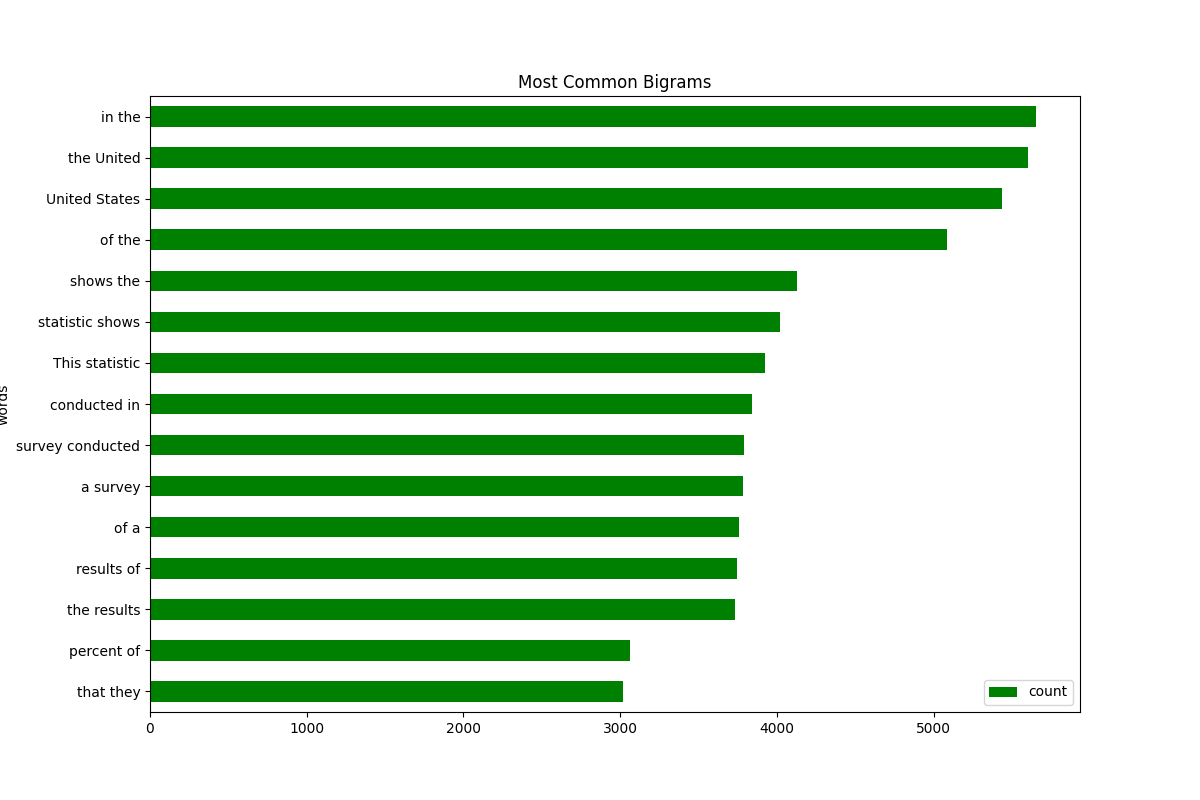 Most Common Bigrams
in the
the United
United States
of the
shows the
statistic shows
This statistic
conducted in
survey conducted
a survey
of a
results of
the results
percent of
that they
words
count
0 1000 2000 3000 4000 5000